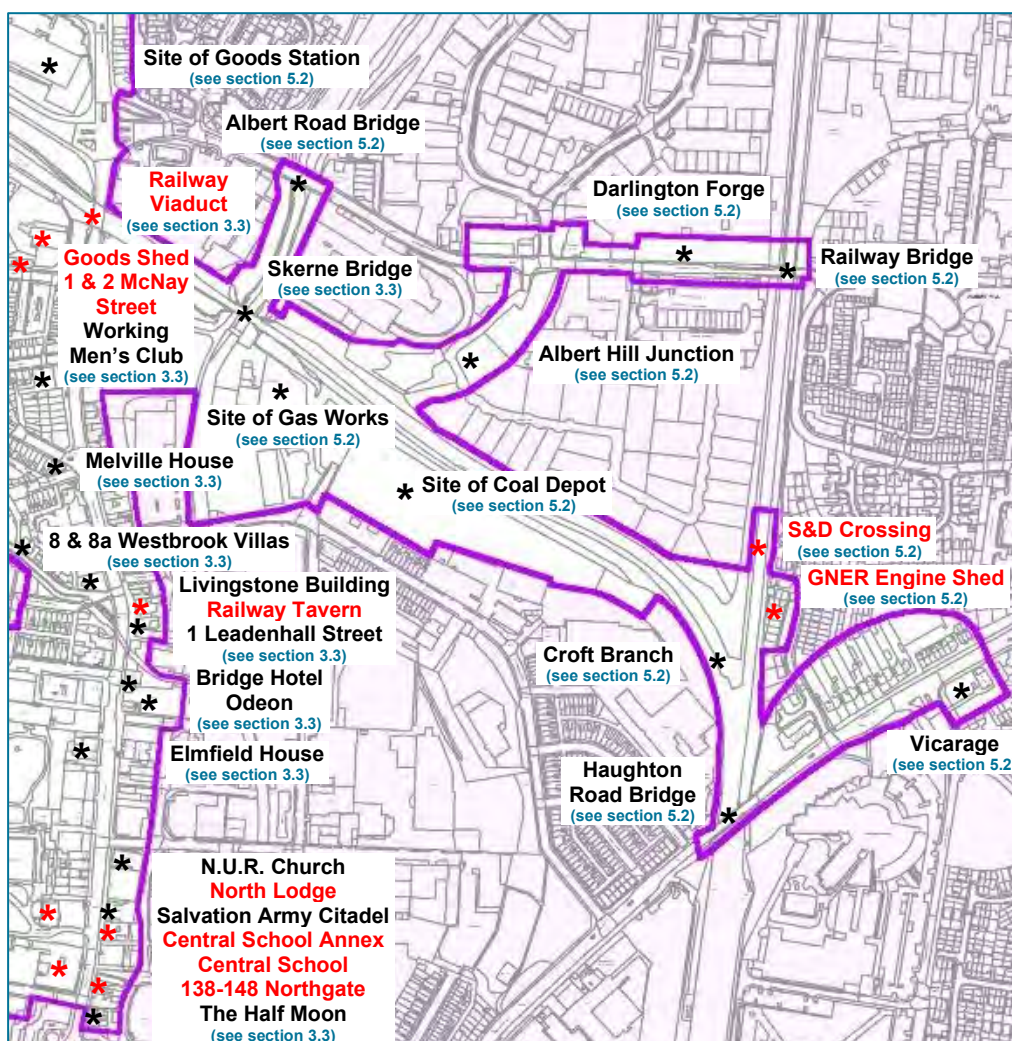 Site of Goods Station
(see section 5.2)
Albert Road Bridge
(see section 5.2)
Railway
Viaduct
(see section 3.3)
Darlington Forge
(see section 5.2)
Skerne Bridge
(see section 3.3)
Railway Bridge
(see section 5.2)
Goods Shed
1 & 2 McNay
Street
Working
Men's Club
(see section 3.3)
Albert Hill Junction
(see section 5.2)
Site of Gas Works
(see section 5.2)
Melville House
(see section 3.3)
Site of Coal Depot
(see section 5.2)
8 & 8a Westbrook Villas
(see section 3.3)
S&D Crossing
(see section 5.2)
GNER Engine Shed
(see section 5.2)
Livingstone Building
Railway Tavern
1 Leadenhall Street
(see section 3.3)
Croft Branch
(see section 5.2)
Bridge Hotel
Odeon
(see section 3.3)
Elmfield House
(see section 3.3)
Vicarage
(see section 5.2
Haughton
Road Bridge
(see section 5.2)
N.U.R. Church
North Lodge
Salvation Army Citadel
Central School Annex
Central School
138-148 Northgate
The Half Moon
(see section 3.3)